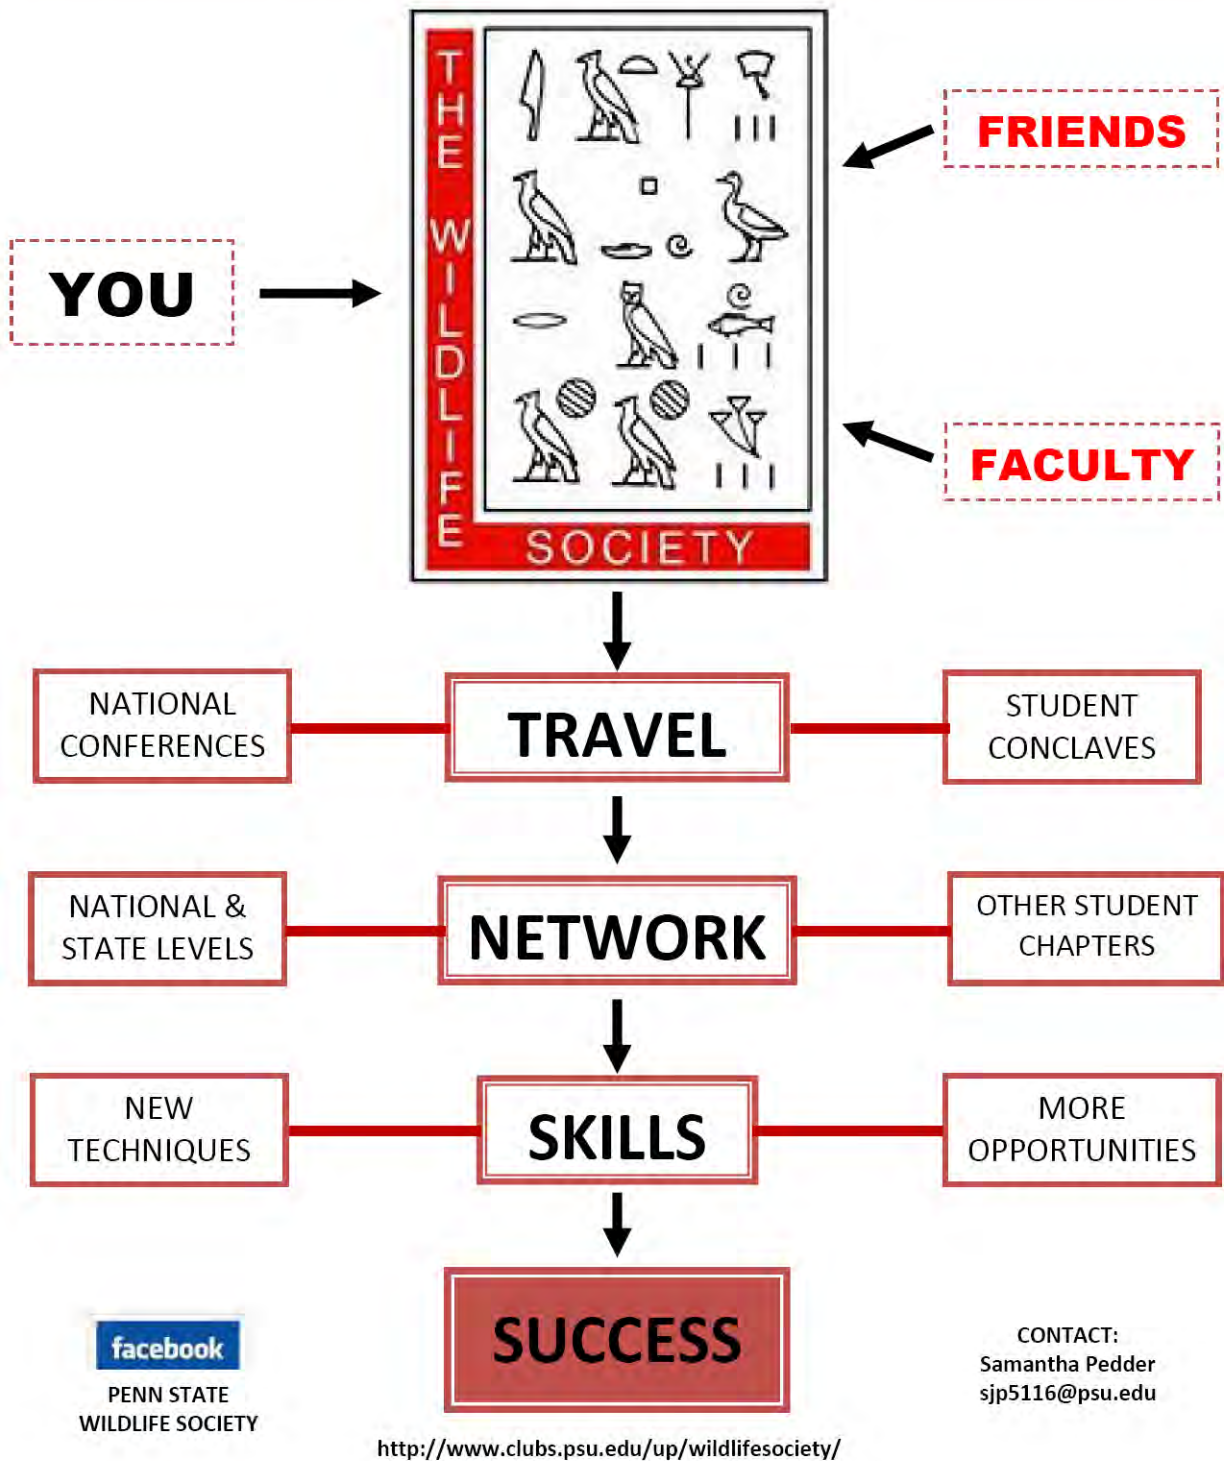 THE WILDLIFE
SOCIETY
FRIENDS
YOU
FACULTY
NATIONAL
CONFERENCES
TRAVEL
STUDENT
CONCLAVES
NATIONAL &
STATE LEVELS
NETWORK
OTHER STUDENT
CHAPTERS
NEW
TECHNIQUES
SKILLS
MORE
OPPORTUNITIES
SUCCESS
facebook
PENN STATE
WILDLIFE SOCIETY
CONTACT:
Samantha Pedder
sjp5116@psu.edu
http://www.clubs.psu.edu/up/wildlifesociety/